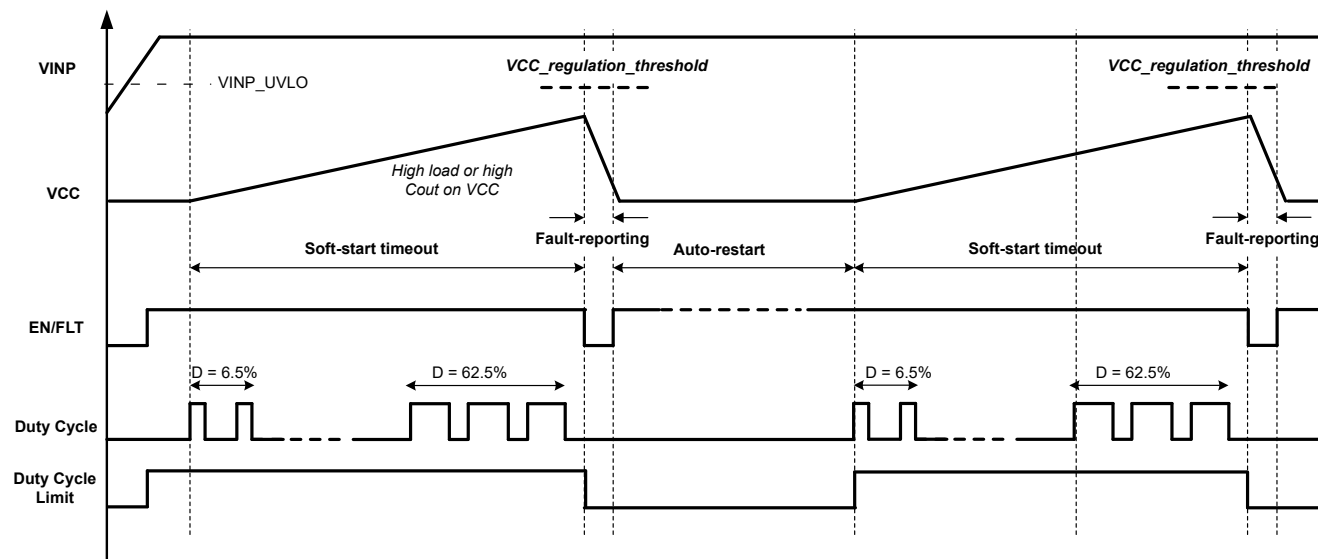 VINP
VINP_UVLO
VCC_regulation_threshold
VCC_regulation_threshold
High load or high
Cout on VCC
VCC
Fault-reporting
Fault-reporting
Soft-start timeout
Auto-restart
Soft-start timeout
EN/FLT
D = 6.5%
D = 62.5%
D = 6.5%
D = 62.5%
Duty Cycle
Duty Cycle
Limit